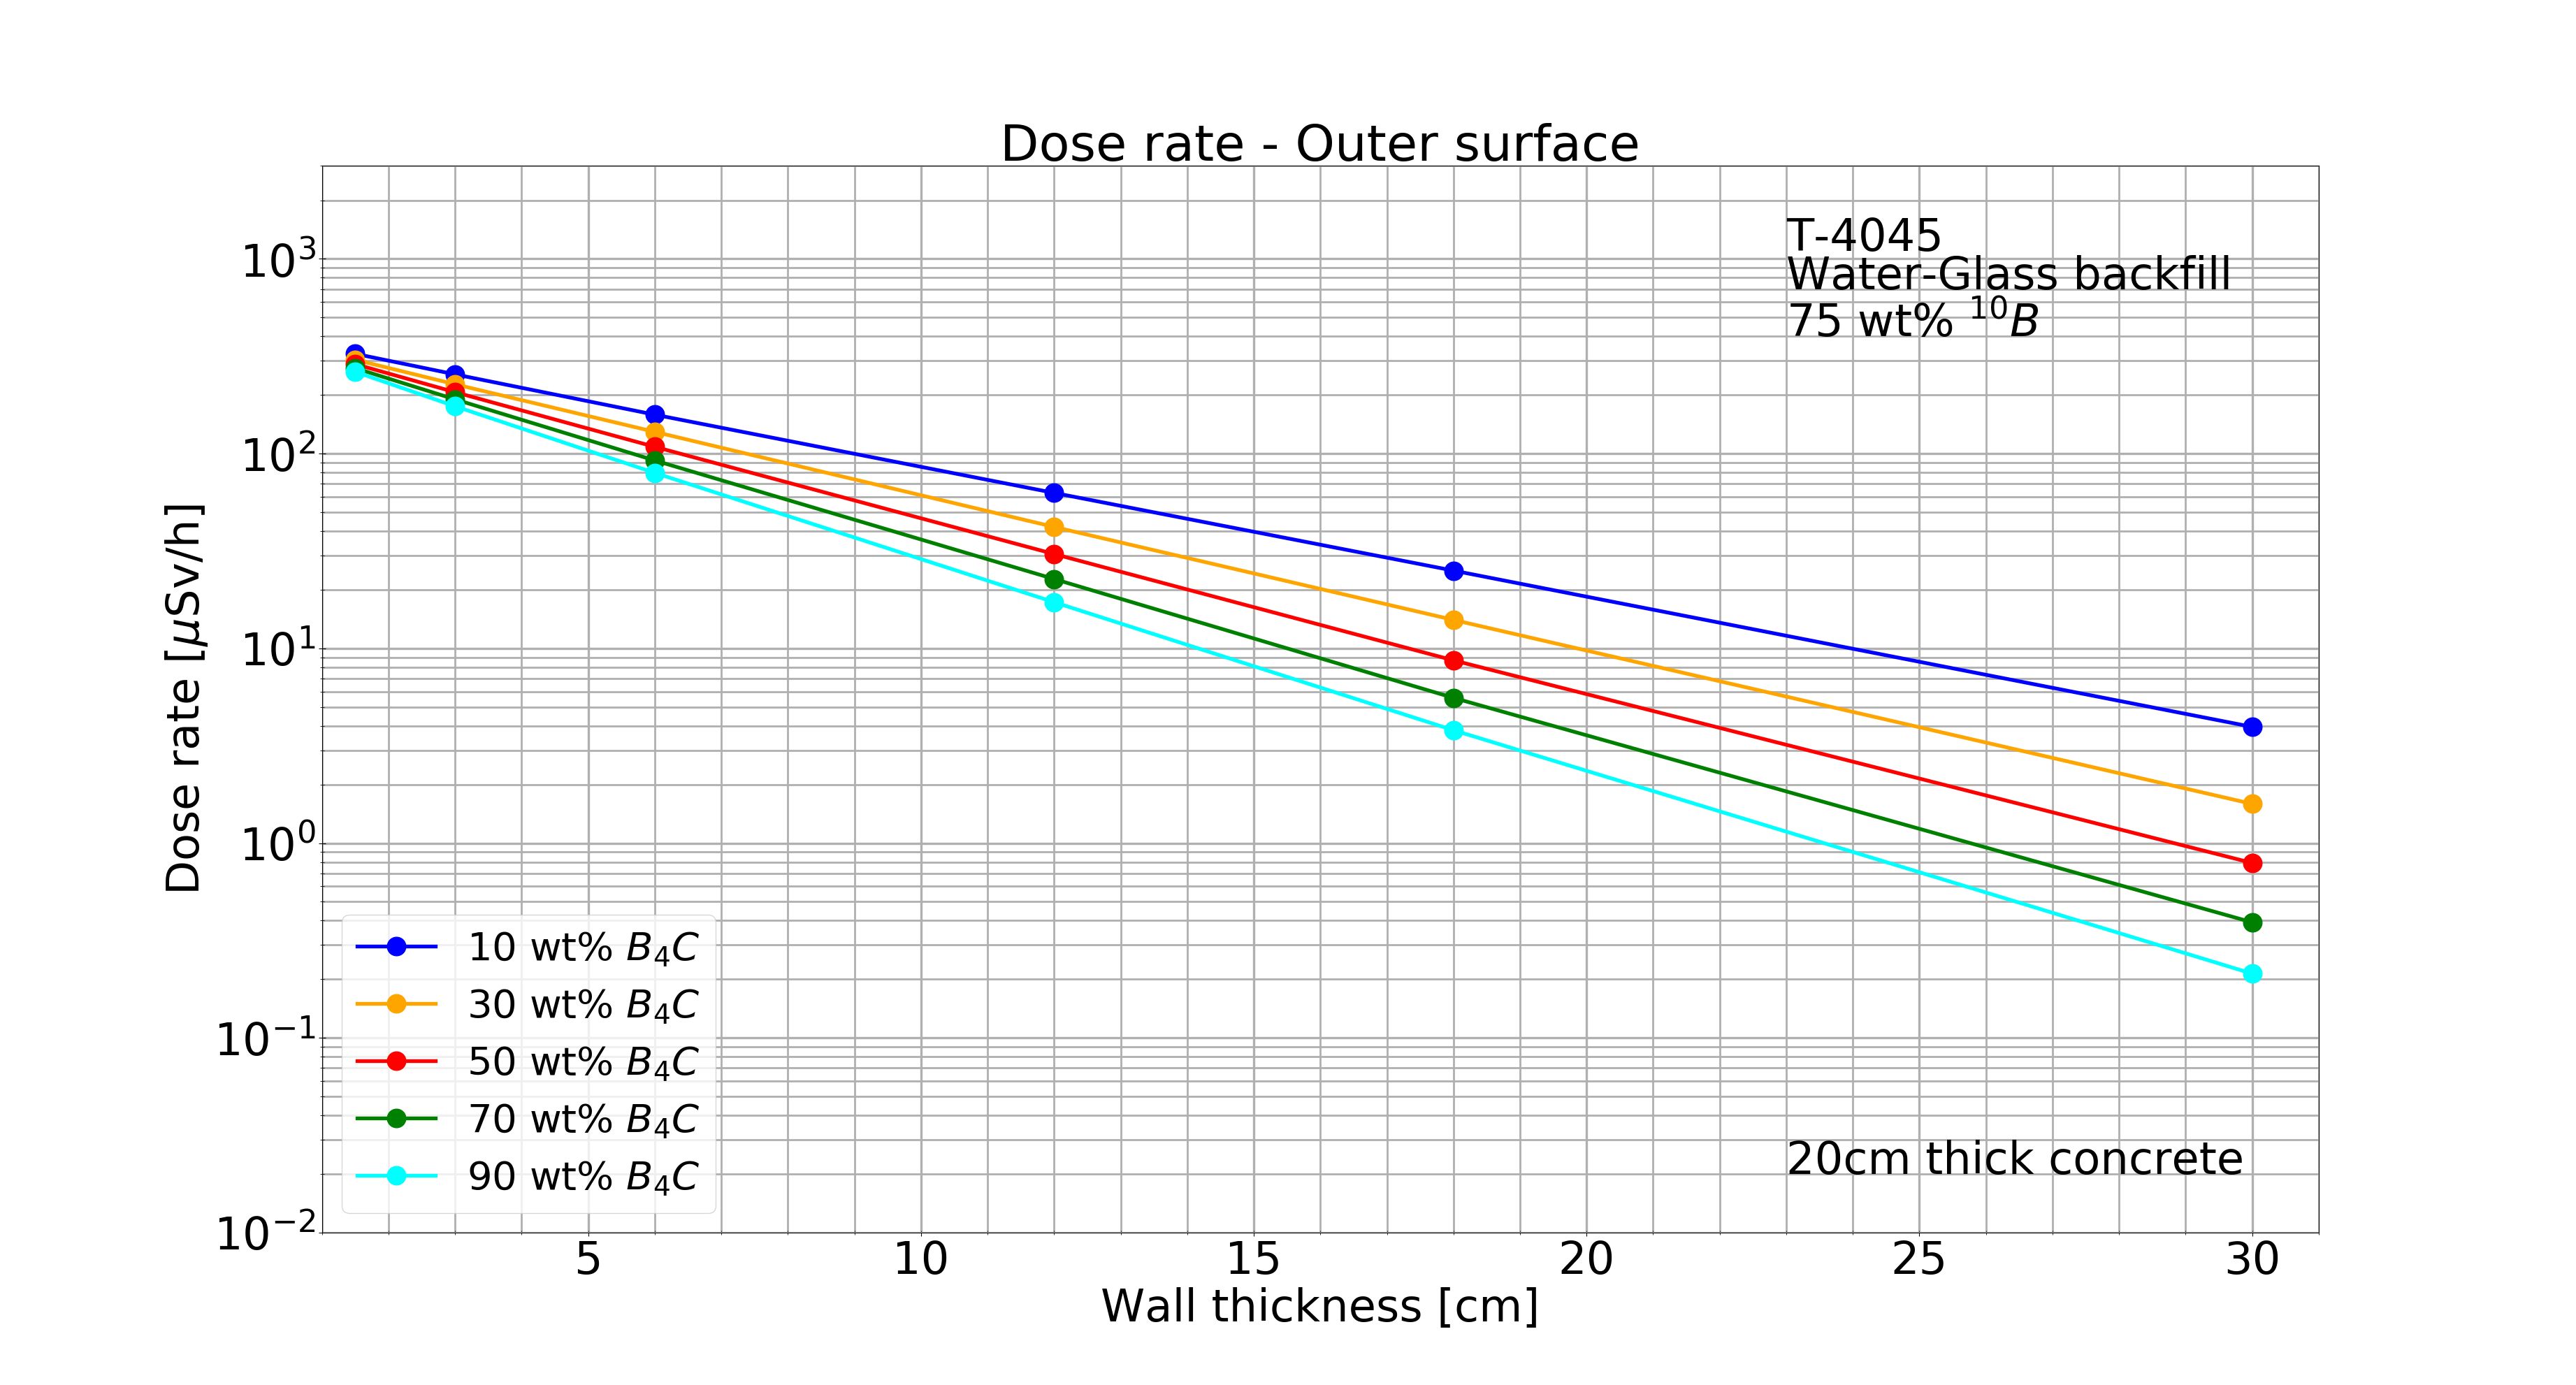 Dose rate - Outer surface
T-4045
Water-Glass backfill
75 wt% ¹⁰B
10³
10²
10¹
10⁰
10⁻¹
10⁻²
Dose rate [μSv/h]
10 wt% B₄C
30 wt% B₄C
50 wt% B₄C
70 wt% B₄C
90 wt% B₄C
20cm thick concrete
5 10 15 20 25 30
Wall thickness [cm]